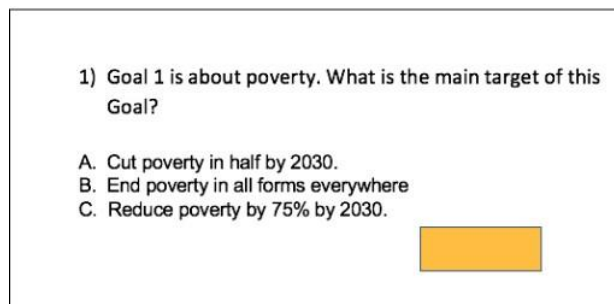 1) Goal 1 is about poverty. What is the main target of this
Goal?
A. Cut poverty in half by 2030.
B. End poverty in all forms everywhere
C. Reduce poverty by 75% by 2030.